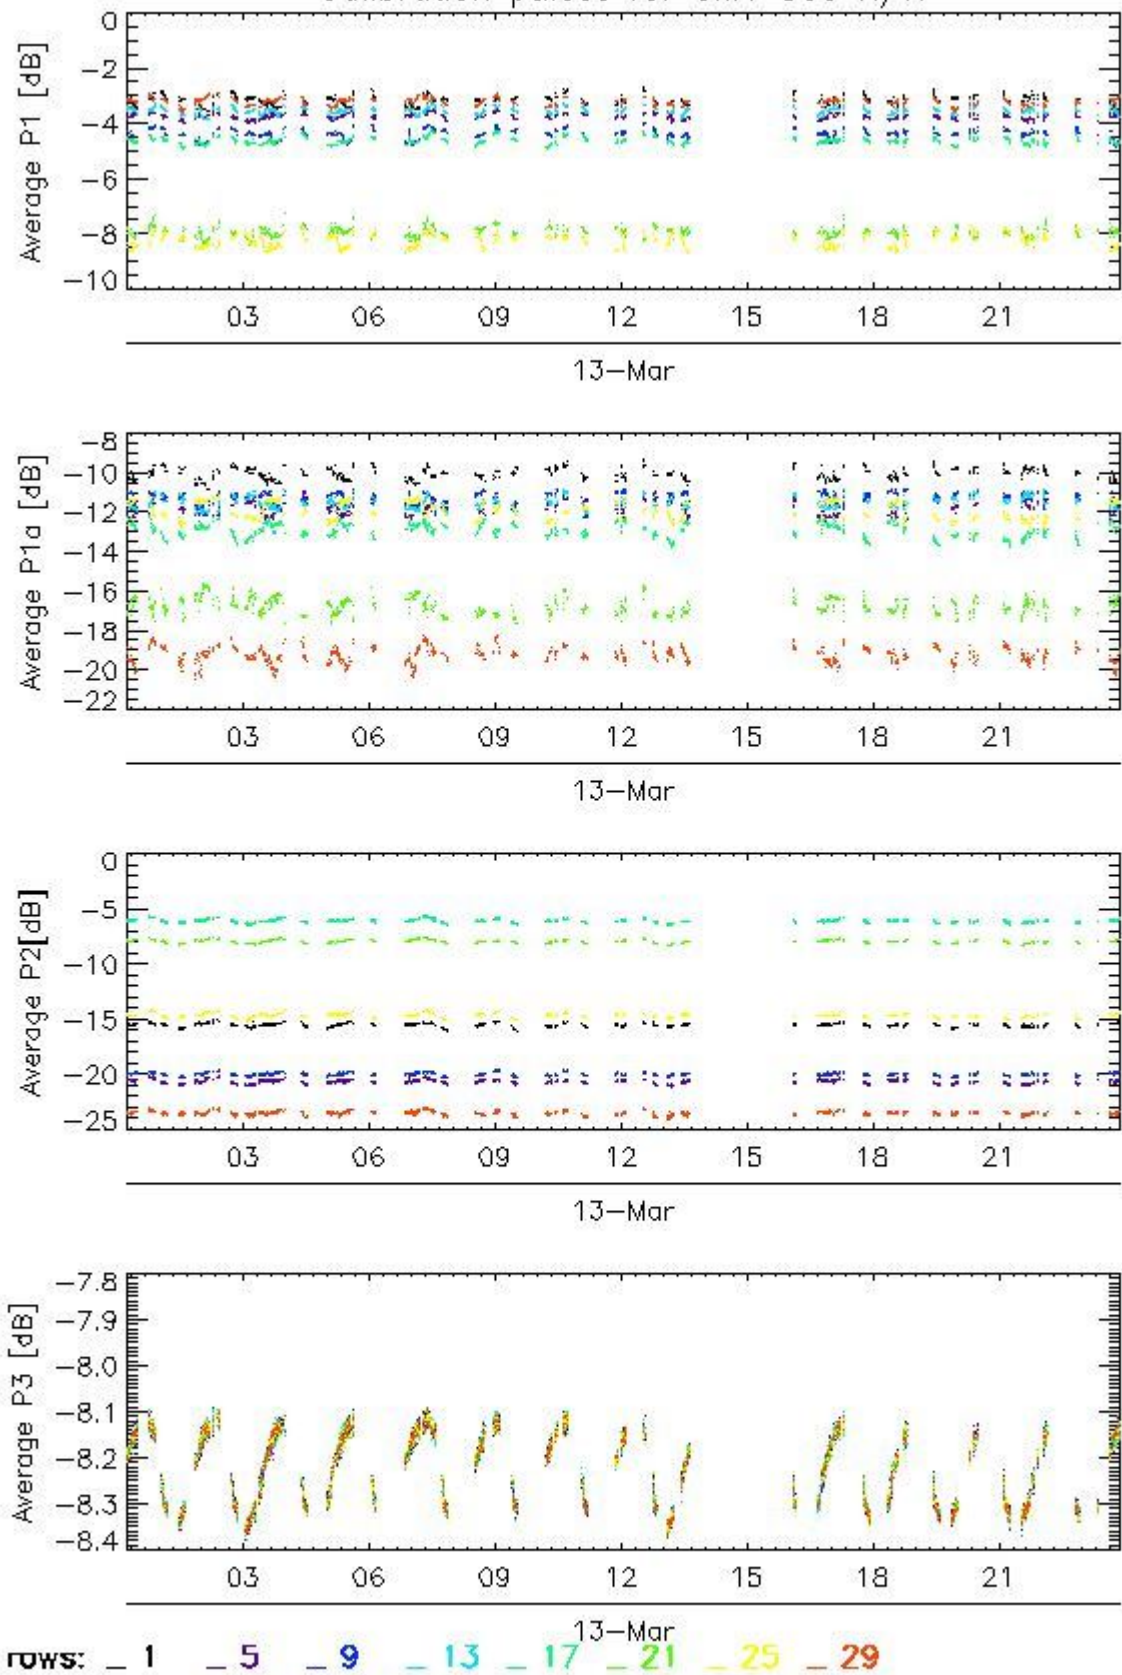 0
-2
-4
-6
-8
-10
Average P1 [dB]
03 06 09 12 15 18 21
13-Mar
-8
-10
-12
-14
-16
-18
-20
-22
Average P1a [dB]
03 06 09 12 15 18 21
13-Mar
0
-5
-10
-15
-20
-25
Average P2[dB]
03 06 09 12 15 18 21
13-Mar
-7.8
-7.9
-8.0
-8.1
-8.2
-8.3
-8.4
Average P3 [dB]
03 06 09 12 15 18 21
13-Mar
rows: _ 1 _ 5 _ 9 _ 13 _ 17 _ 21 _ 25 _ 29